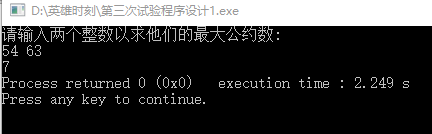 D:\英雄时刻\第三次试验程序设计1.exe
请输入两个整数以求他们的最大公约数:
54 63
7
Process returned 0 (0x0)   execution time : 2.249 s
Press any key to continue.